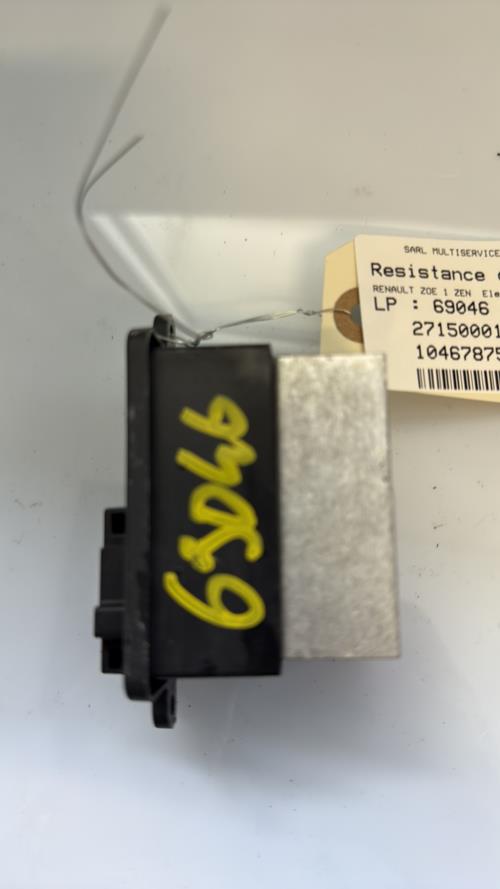 SARL MULTISERVICE
Resistance
RENAULT ZOE 1 ZEN Ele
LP : 69046
27150001
10467875
69046